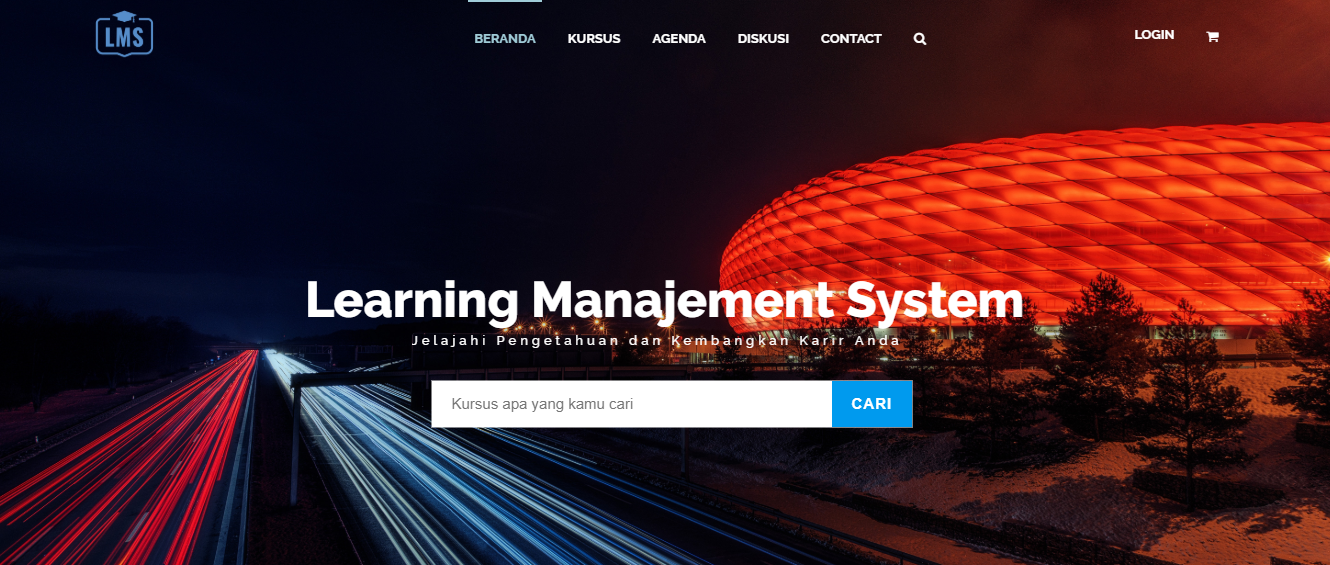 LMS
BERANDA KURSUS AGENDA DISKUSI CONTACT
LOGIN
Learning Manajement System
Jelajahi Pengetahuan dan Kembangkan Karir Anda
Kursus apa yang kamu cari CARI